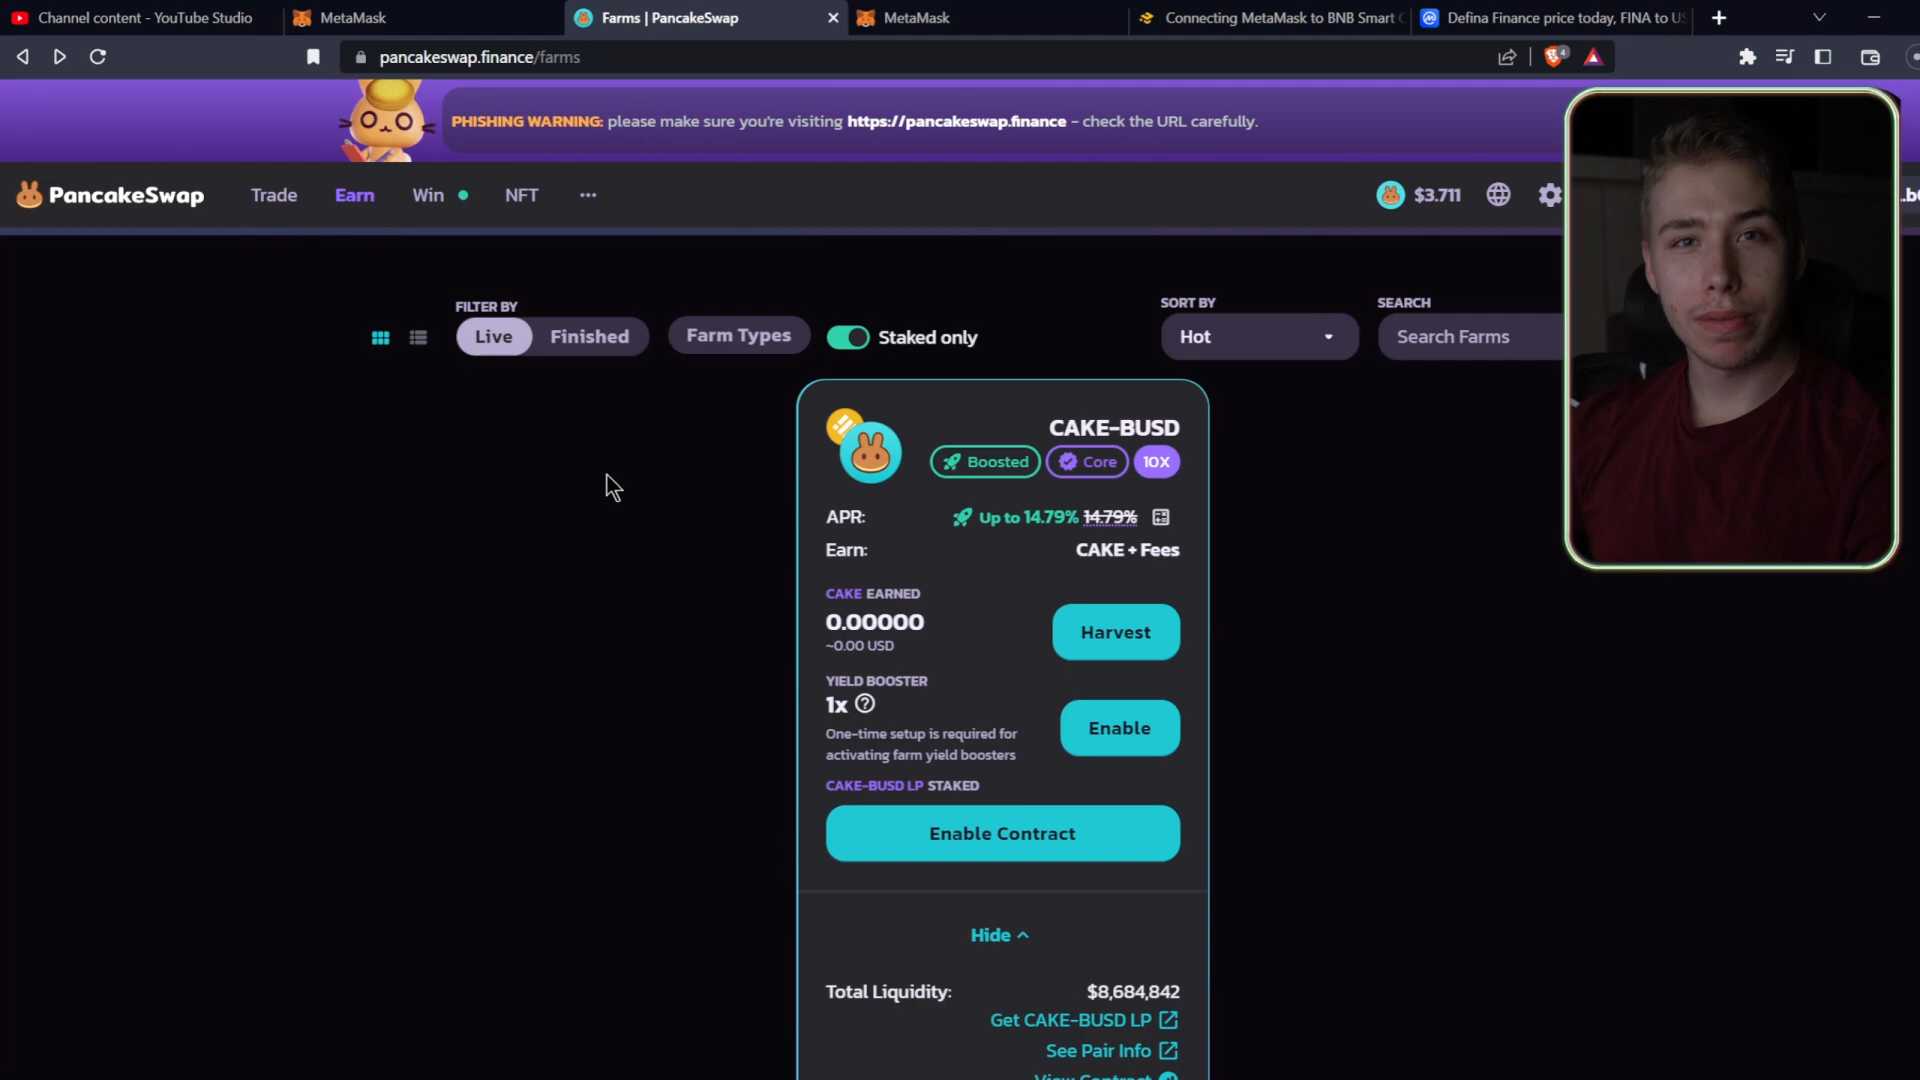 Channel content - YouTube Studio
MetaMask
Farms | PancakeSwap
MetaMask
Connecting MetaMask to BNB Smart
Defina Finance price today, FINA to
pancakeswap.finance/farms
4
PHISHING WARNING: please make sure you're visiting https://pancakeswap.finance - check the URL carefully.
PancakeSwap
Trade
Earn
Win
NFT
$3.711
FILTER BY
Live
Finished
Farm Types
Staked only
SORT BY
Hot
SEARCH
Search Farms
CAKE-BUSD
Boosted
Core
10X
APR:
Up to 14.79% 14.79%
Earn:
CAKE + Fees
CAKE EARNED
0.00000
~0.00 USD
Harvest
YIELD BOOSTER
1x
One-time setup is required for
activating farm yield boosters
Enable
CAKE-BUSD LP STAKED
Enable Contract
Hide
Total Liquidity:
$8,684,842
Get CAKE-BUSD LP
See Pair Info
View Contract